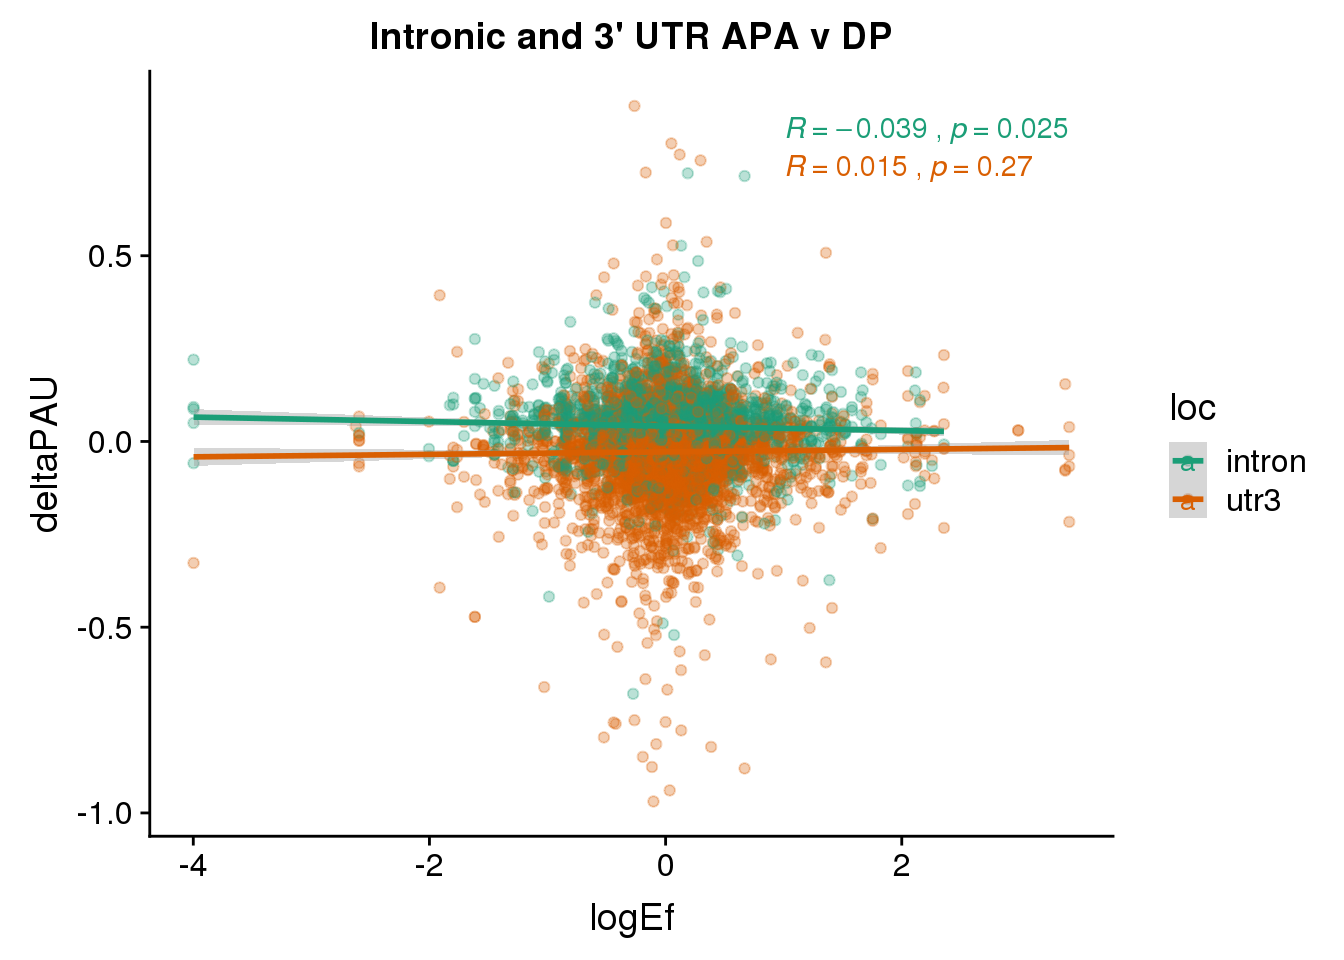 Intronic and 3' UTR APA v DP
R = −0.039 , p = 0.025
R = 0.015 , p = 0.27
deltaPAU
0.5
0.0
-0.5
-1.0
-4
-2
0
2
logEf
loc
a intron
a utr3